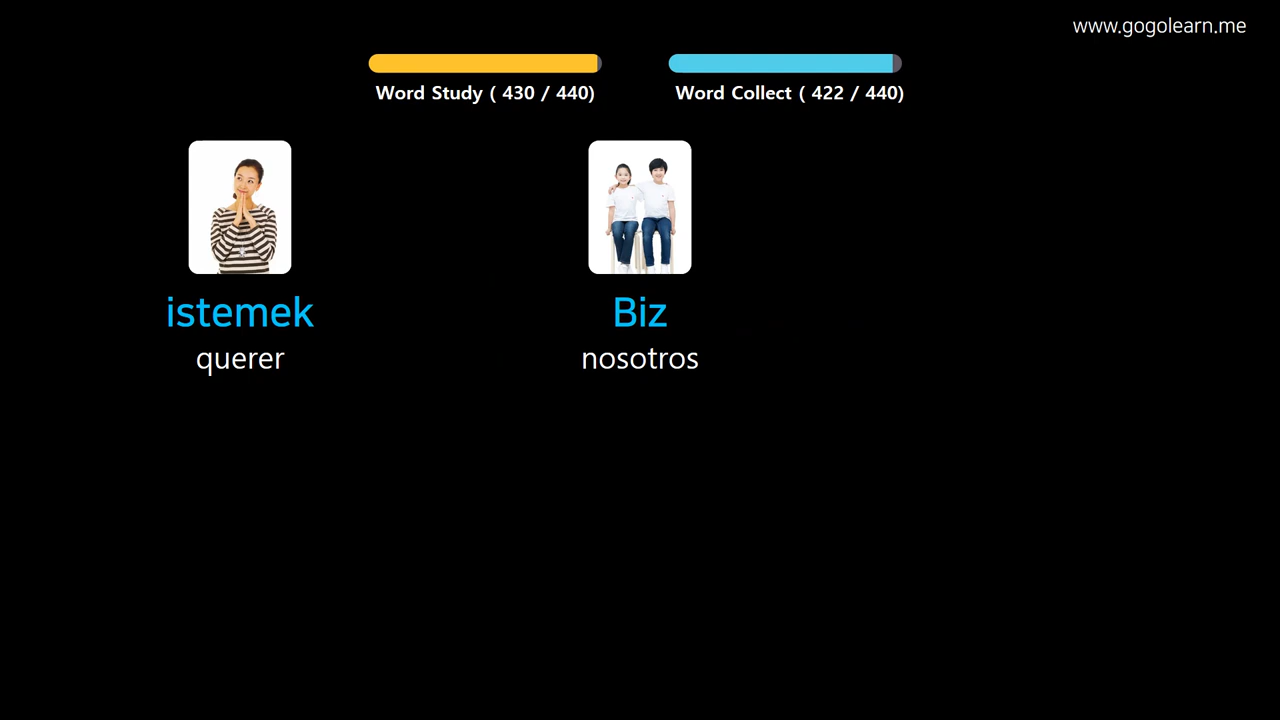 www.gogolearn.me
Word Study ( 430 / 440)
Word Collect ( 422 / 440)
istemek
querer
Biz
nosotros